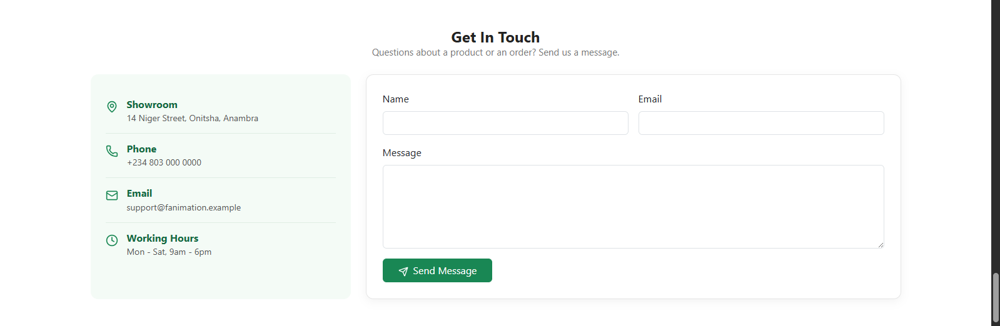 Get In Touch
Questions about a product or an order? Send us a message.
Showroom
14 Niger Street, Onitsha, Anambra
Phone
+234 803 000 0000
Email
support@fanimation.example
Working Hours
Mon - Sat, 9am - 6pm
Name
Email
Message
Send Message